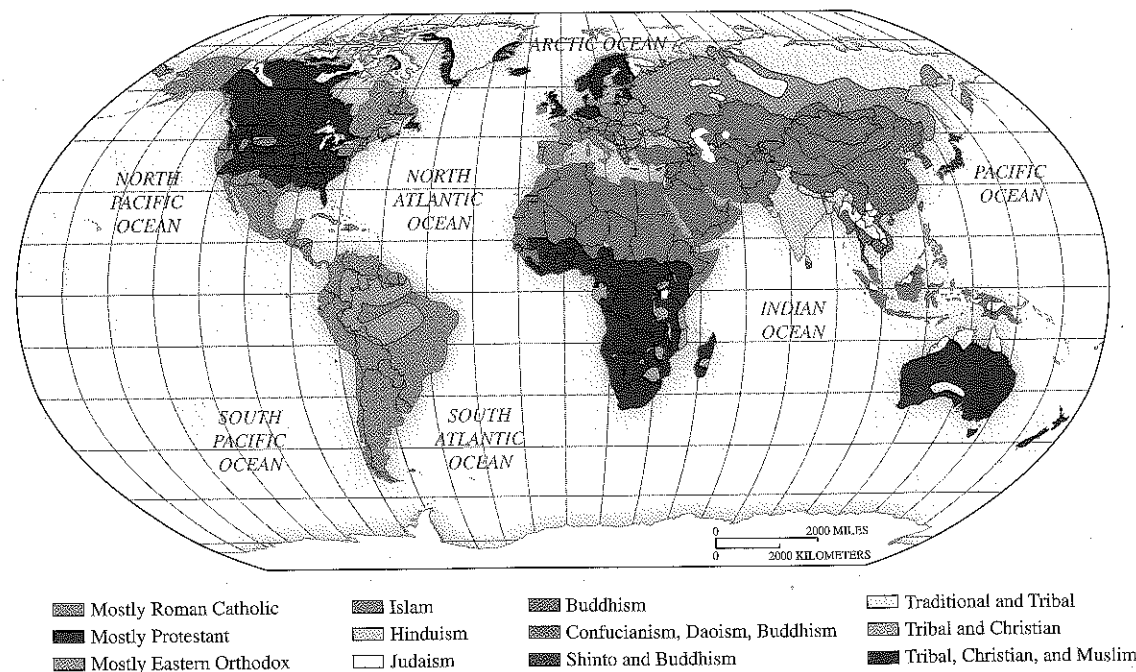 ARCTIC OCEAN
NORTH
PACIFIC
OCEAN
NORTH
ATLANTIC
OCEAN
PACIFIC
OCEAN
INDIAN
OCEAN
SOUTH
PACIFIC
OCEAN
SOUTH
ATLANTIC
OCEAN
0 2000 MILES
0 2000 KILOMETERS
Mostly Roman Catholic
Mostly Protestant
Mostly Eastern Orthodox
Islam
Hinduism
Judaism
Buddhism
Confucianism, Daoism, Buddhism
Shinto and Buddhism
Traditional and Tribal
Tribal and Christian
Tribal, Christian, and Muslim